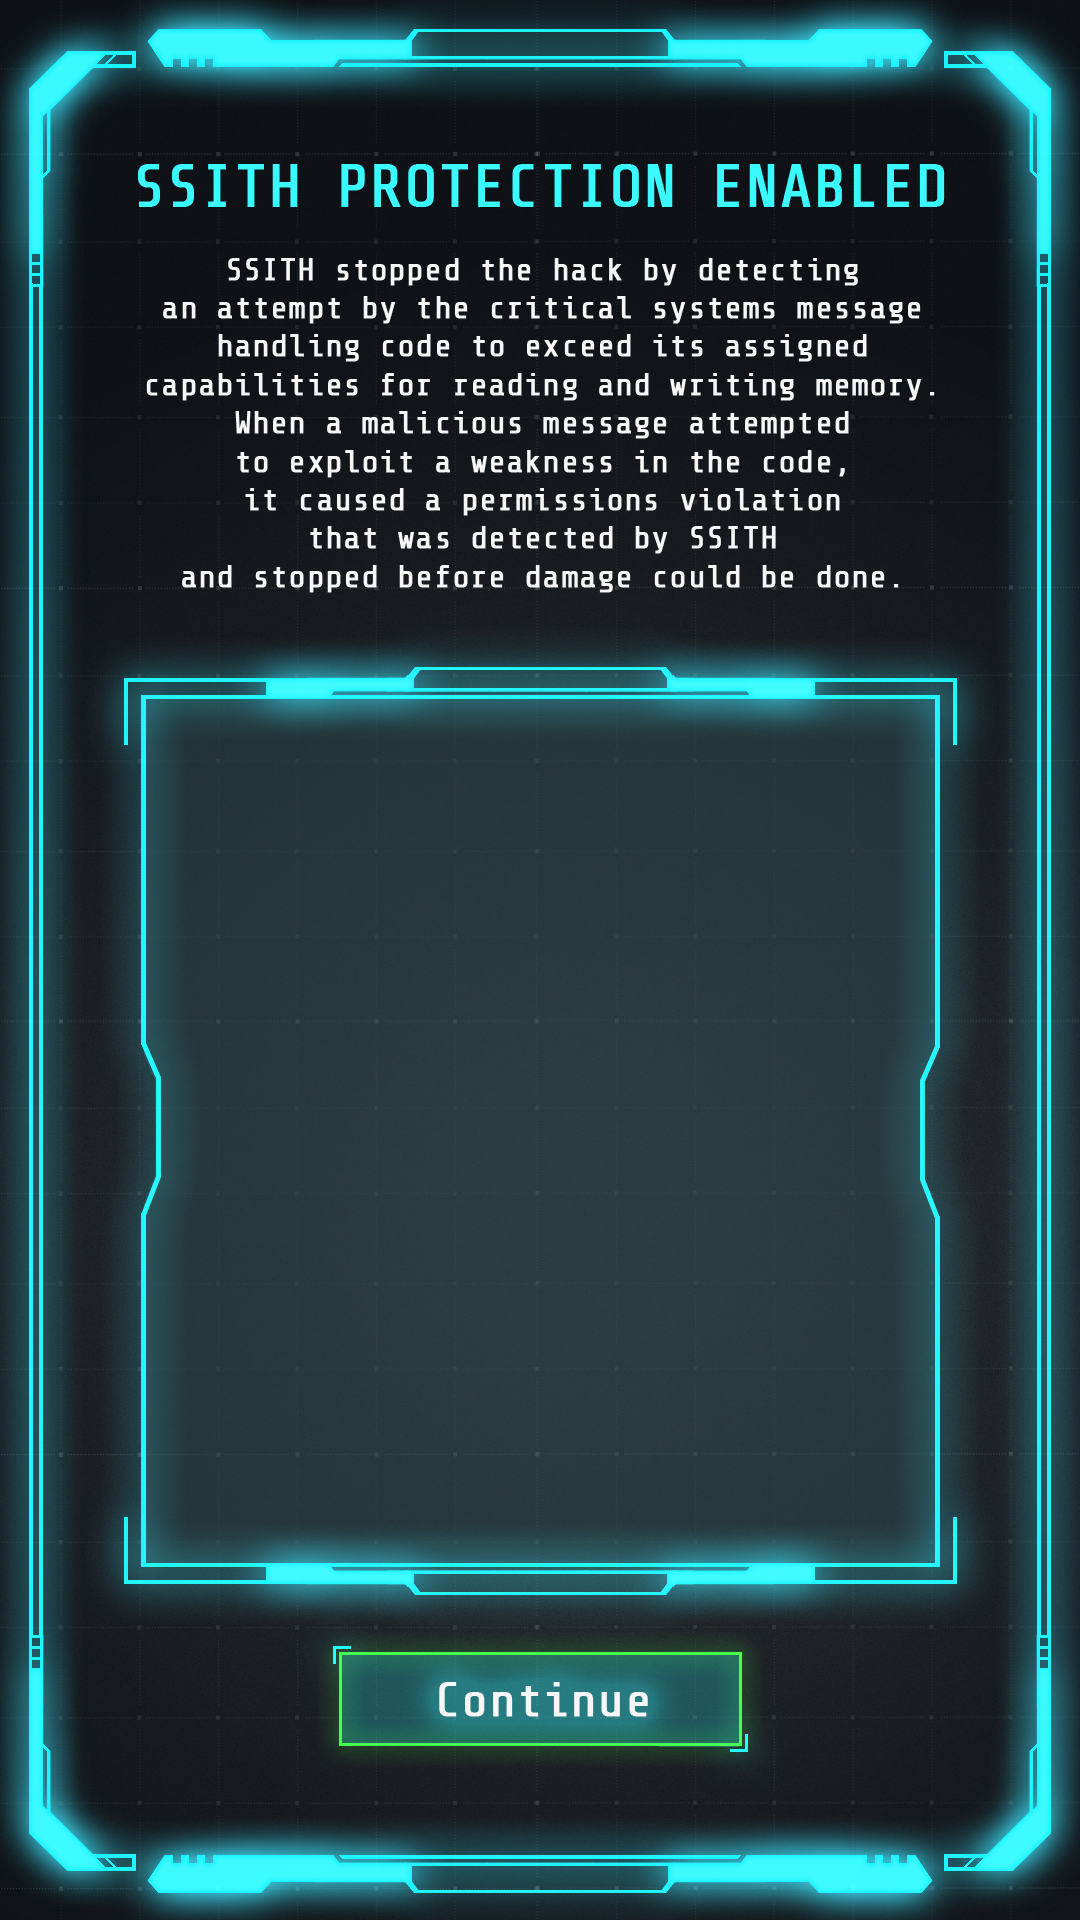 SSITH PROTECTION ENABLED
SSITH stopped the hack by detecting
an attempt by the critical systems message
handling code to exceed its assigned
capabilities for reading and writing memory.
When a malicious message attempted
to exploit a weakness in the code,
it caused a permissions violation
that was detected by SSITH
and stopped before damage could be done.
Continue